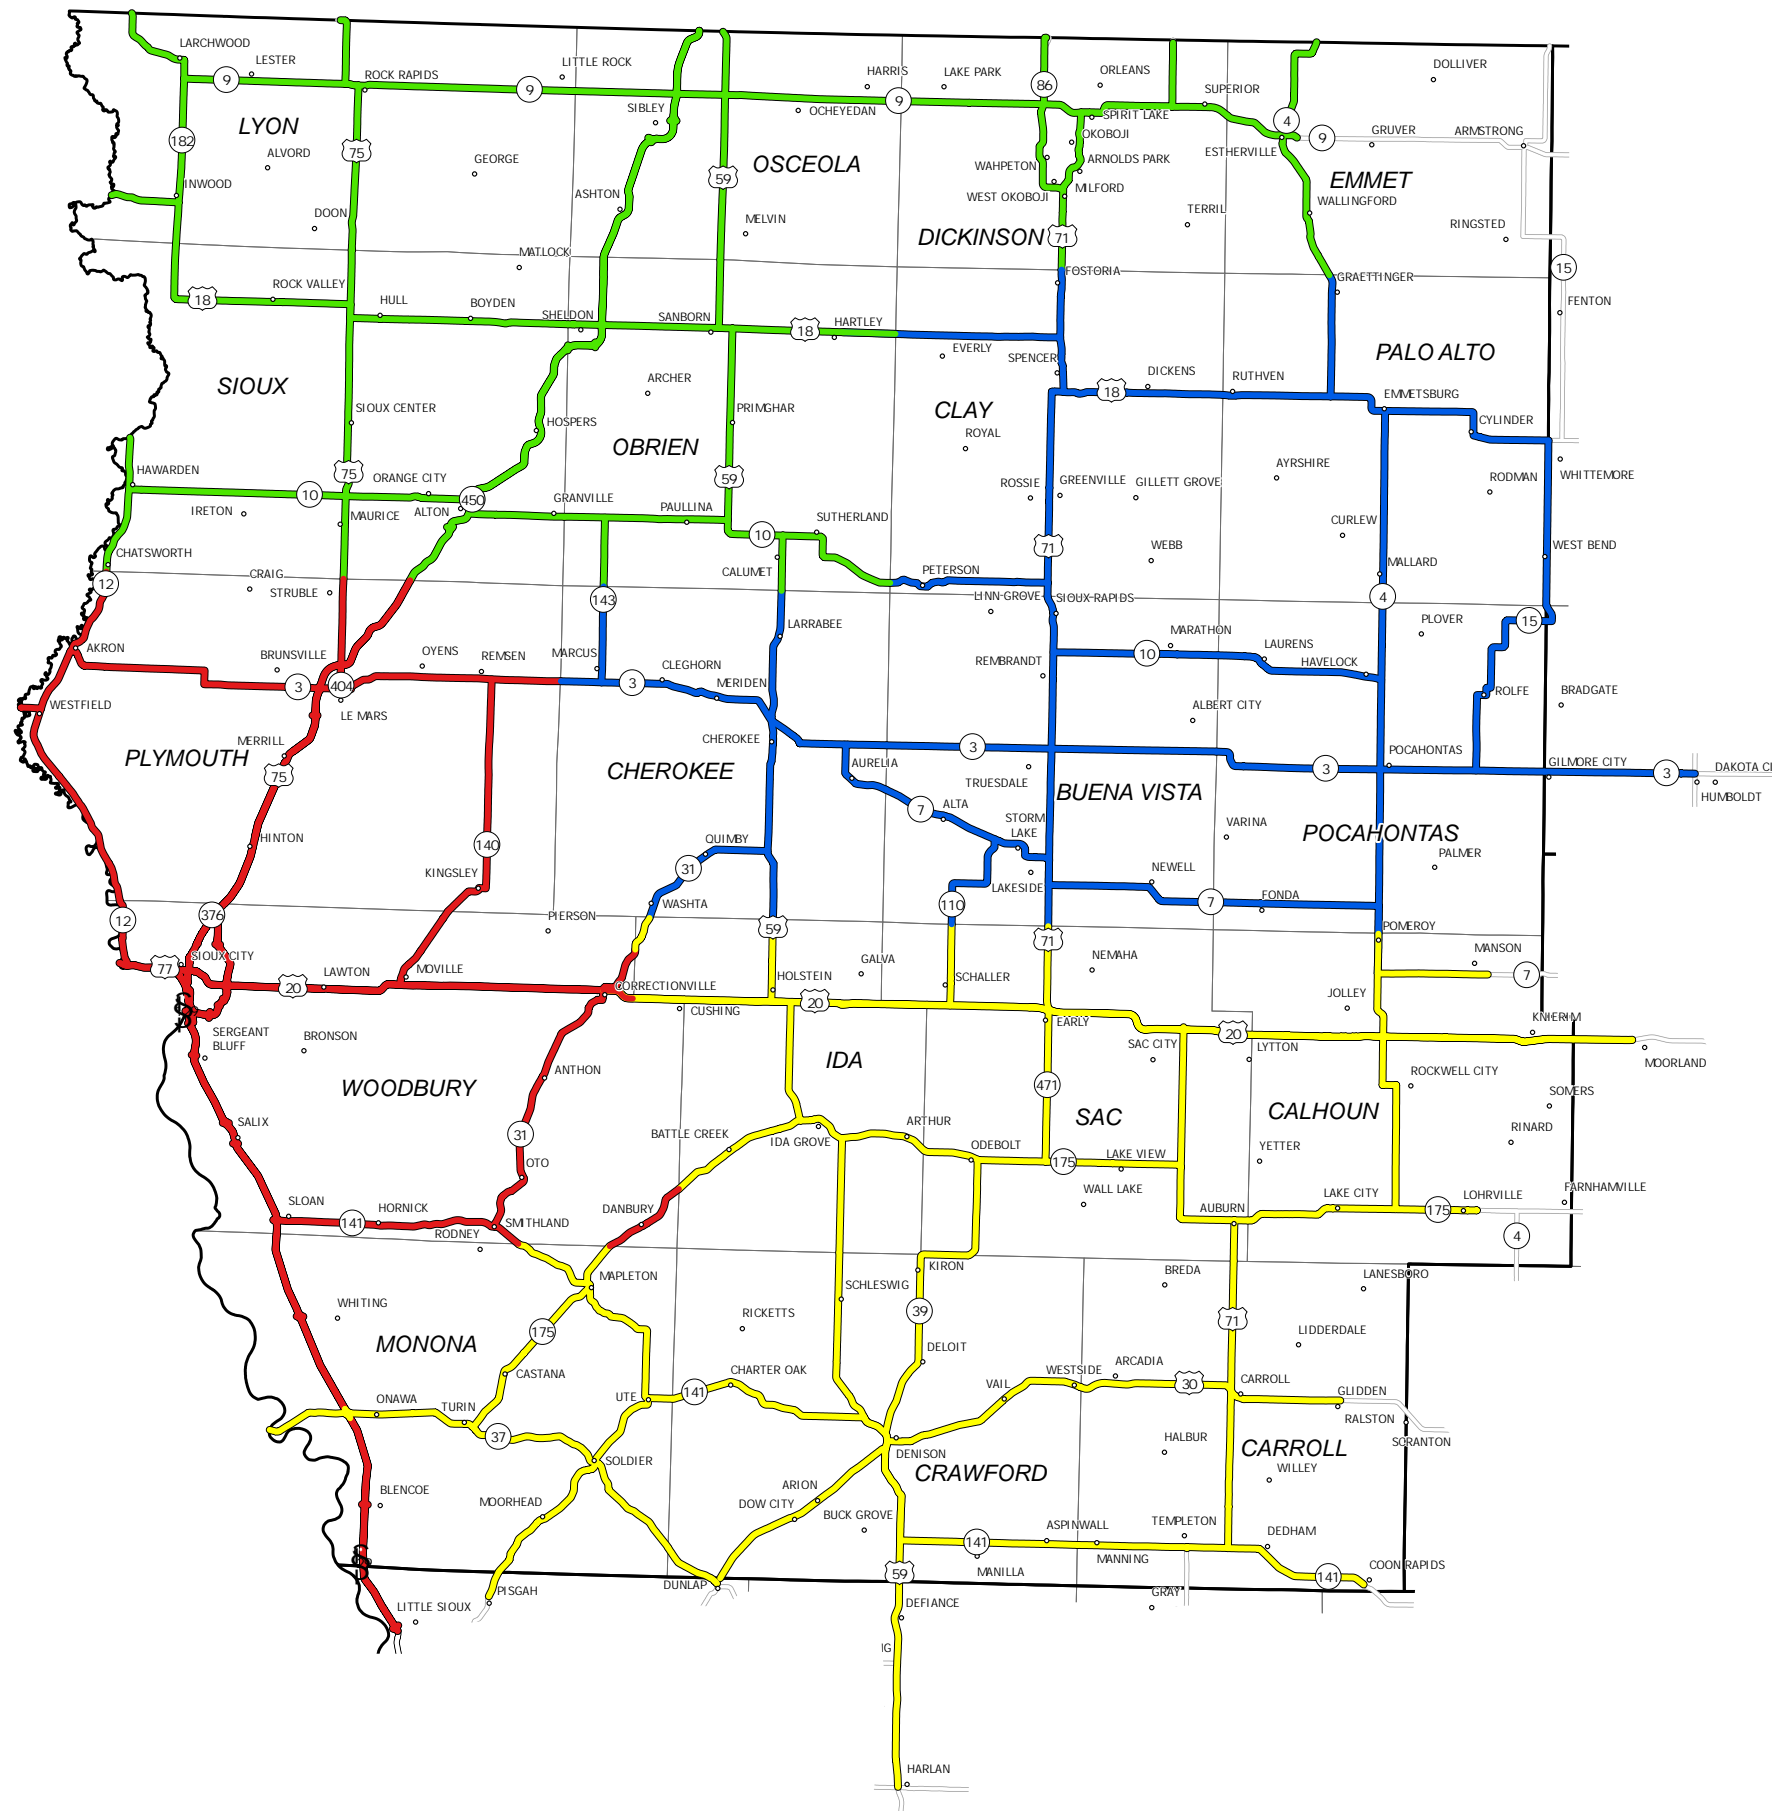 LARCHWOOD
LESTER
9
ROCK RAPIDS
LITTLE ROCK
9
HARRIS
LAKE PARK
9
86
ORLEANS
SUPERIOR
DOLLIVER
SIBLEY
OCHEYEDAN
SPIRIT LAKE
4
9
GRUVER
ARMSTRONG
LYON
182
ALVORD
75
GEORGE
OSCEOLA
59
OKOBOJI
WAHPETON
ARNOLDS PARK
ESTHERVILLE
EMMET
INWOOD
ASHTON
WEST OKOBOJI
MILFORD
WALLINGFORD
DOON
MELVIN
TERRIL
RINGSTED
DICKINSON
71
MATLOCK
FOSTORIA
GRAETTINGER
15
ROCK VALLEY
18
HULL
BOYDEN
SHELDON
SANBORN
18
HARTLEY
FENTON
EVERLY
SPENCER
PALO ALTO
SIOUX
ARCHER
DICKENS
RUTHVEN
18
EMMETSBURG
SIOUX CENTER
PRIMGHAR
CLAY
CYLINDER
HOSPERS
OBRIEN
ROYAL
HAWARDEN
75
ORANGE CITY
59
AYRSHIRE
RODMAN
WHITTEMORE
10
450
GRANVILLE
ROSSIE
GREENVILLE
GILLETT GROVE
IRETON
MAURICE
ALTON
PAULLINA
SUTHERLAND
CURLEW
10
CHATSWORTH
71
WEBB
WEST BEND
CRAIG
STRUBLE
CALUMET
PETERSON
MALLARD
12
143
LINN GROVE
SIOUX RAPIDS
4
LARRABEE
PLOVER
15
AKRON
BRUNSVILLE
OYENS
REMSEN
MARCUS
CLEGHORN
MARATHON
10
LAURENS
HAVELOCK
3
404
3
MERIDEN
REMBRANDT
ROLFE
BRADGATE
WESTFIELD
LE MARS
ALBERT CITY
PLYMOUTH
MERRILL
CHEROKEE
3
POCAHONTAS
75
CHEROKEE
AURELIA
TRUESDALE
BUENA VISTA
3
GILMORE CITY
3
HUMBOLDT
7
ALTA
STORM
LAKE
VARINA
POCAHONTAS
HINTON
140
QUIMBY
31
PALMER
KINGSLEY
LAKESIDE
NEWELL
7
FONDA
WASHTA
110
12
376
PIERSON
59
71
POMEROY
SIOUX CITY
77
NEMAHA
MANSON
20
LAWTON
MOVILLE
CORRECTIONVILLE
HOLSTEIN
GALVA
SCHALLER
7
CUSHING
20
JOLLEY
SERGEANT
BLUFF
BRONSON
EARLY
SAC CITY
20
LYTTON
KNIERIM
MOORLAND
WOODBURY
ANTHON
IDA
471
SAC
CALHOUN
ROCKWELL CITY
SOMERS
SALIX
31
BATTLE CREEK
IDA GROVE
ARTHUR
ODEBOLT
175
LAKE VIEW
YETTER
RINARD
OTO
SLOAN
141
HORNICK
SMITHLAND
DANBURY
WALL LAKE
AUBURN
LAKE CITY
175
LOHRVILLE
FARNHAMVILLE
RODNEY
4
MAPLETON
KIRON
BREDA
LANESBORO
WHITING
SCHLESWIG
39
71
MONONA
175
RICKETTS
LIDDERDALE
CASTANA
DELOIT
CHARTER OAK
WESTSIDE
ARCADIA
ONAWA
TURIN
UTE
141
VAIL
30
CARROLL
GLIDDEN
37
RALSTON
SOLDIER
DENISON
HALBUR
CARROLL
SCRANTON
BLENCOE
ARION
CRAWFORD
WILLEY
MOORHEAD
DOW CITY
BUCK GROVE
ASPINWALL
TEMPLETON
DEDHAM
141
MANNING
PISGAH
DUNLAP
59
MANILLA
141
COON RAPIDS
LITTLE SIOUX
DEFIANCE
GRAY
HARLAN